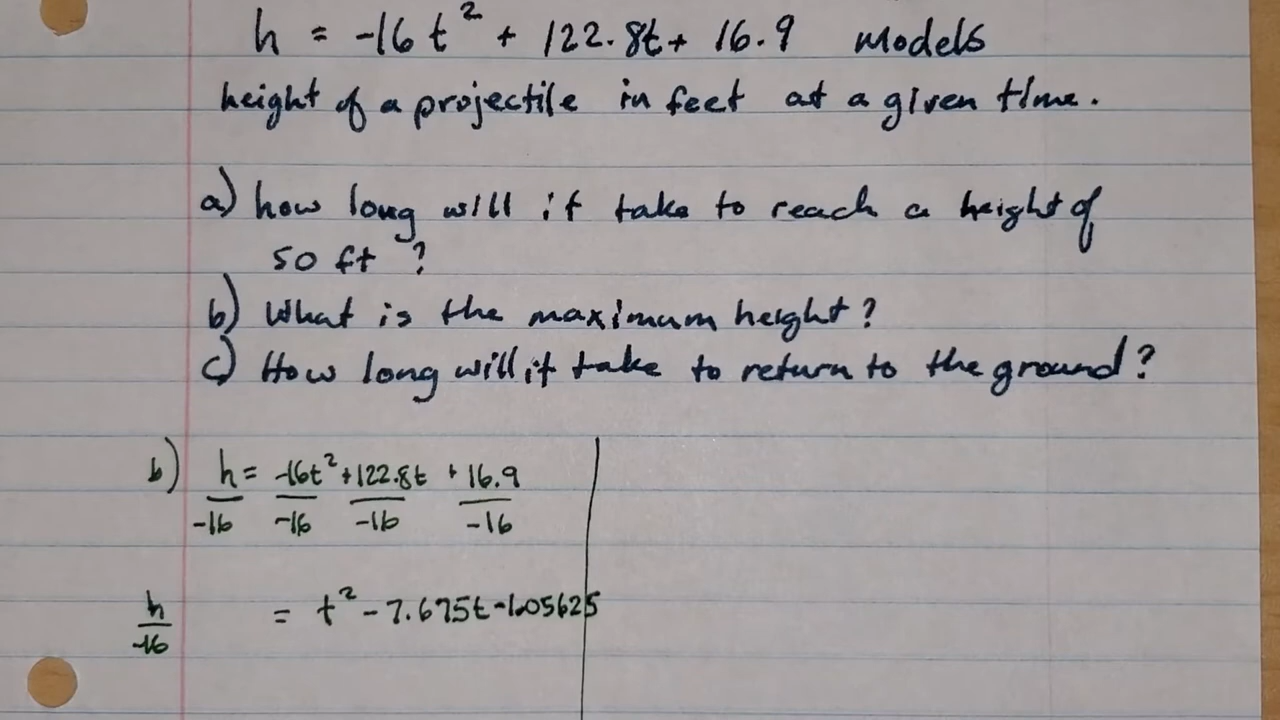 h = -16t² + 122.8t + 16.9 models
height of a projectile in feet at a given time.
a) how long will it take to reach a height of
50 ft ?
b) What is the maximum height?
c) How long will it take to return to the ground?
b) h = -16t² + 122.8t + 16.9
-16 -16 -16 -16
h = t² - 7.675t - 1.05625
-16